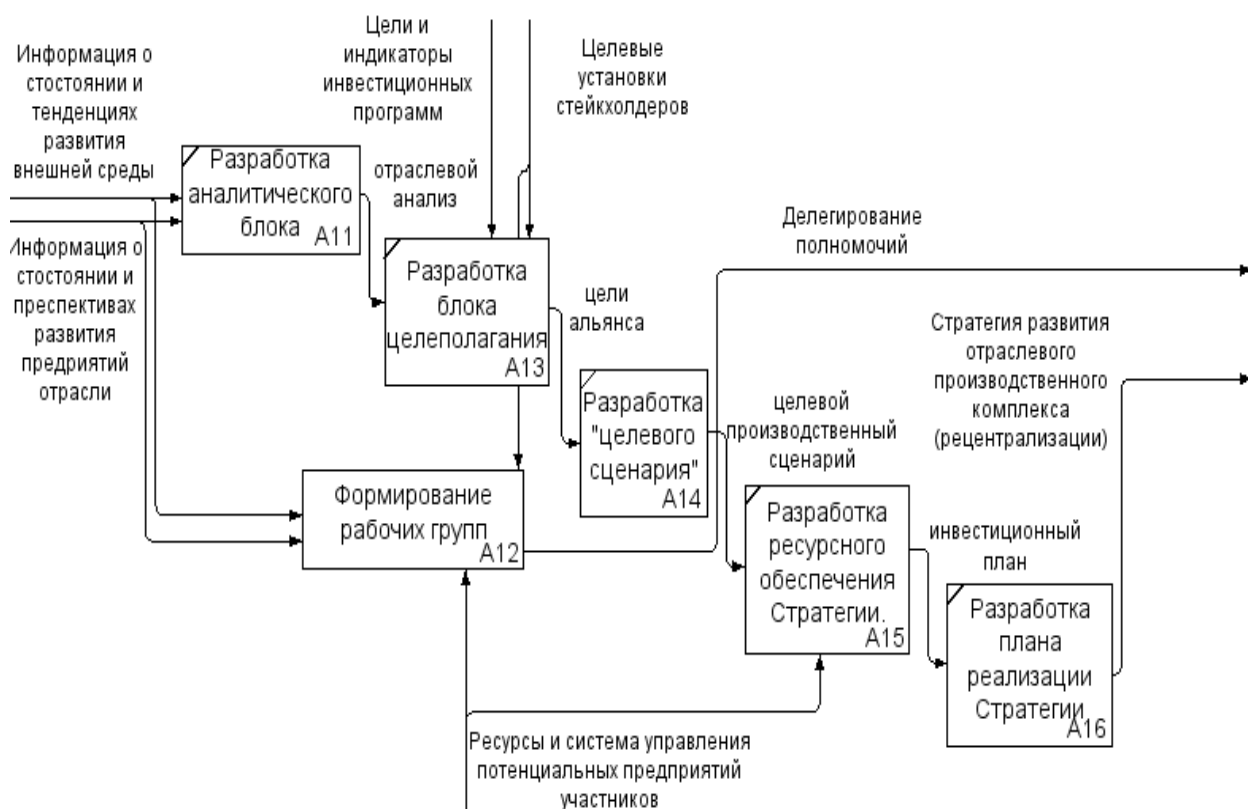 Информация о
стостоянии и
тенденциях
развития
внешней среды
Цели и
индикаторы
инвестиционных
программ
Целевые
установки
стейкхолдеров
Разработка
аналитического
блока
A11
отраслевой
анализ
Информация о
стостоянии и
преспективах
развития
предприятий
отрасли
Разработка
блока
целеполагания
A13
цели
альянса
Делегирование
полномочий
Стратегия развития
отраслевого
производственного
комплекса
(рецентрализации)
Разработка
"целевого
сценария"
A14
целевой
производственный
сценарий
Формирование
рабочих групп
A12
Разработка
ресурсного
обеспечения
Стратегии.
A15
инвестиционный
план
Разработка
плана
реализации
Стратегии
A16
Ресурсы и система управления
потенциальных предприятий
участников